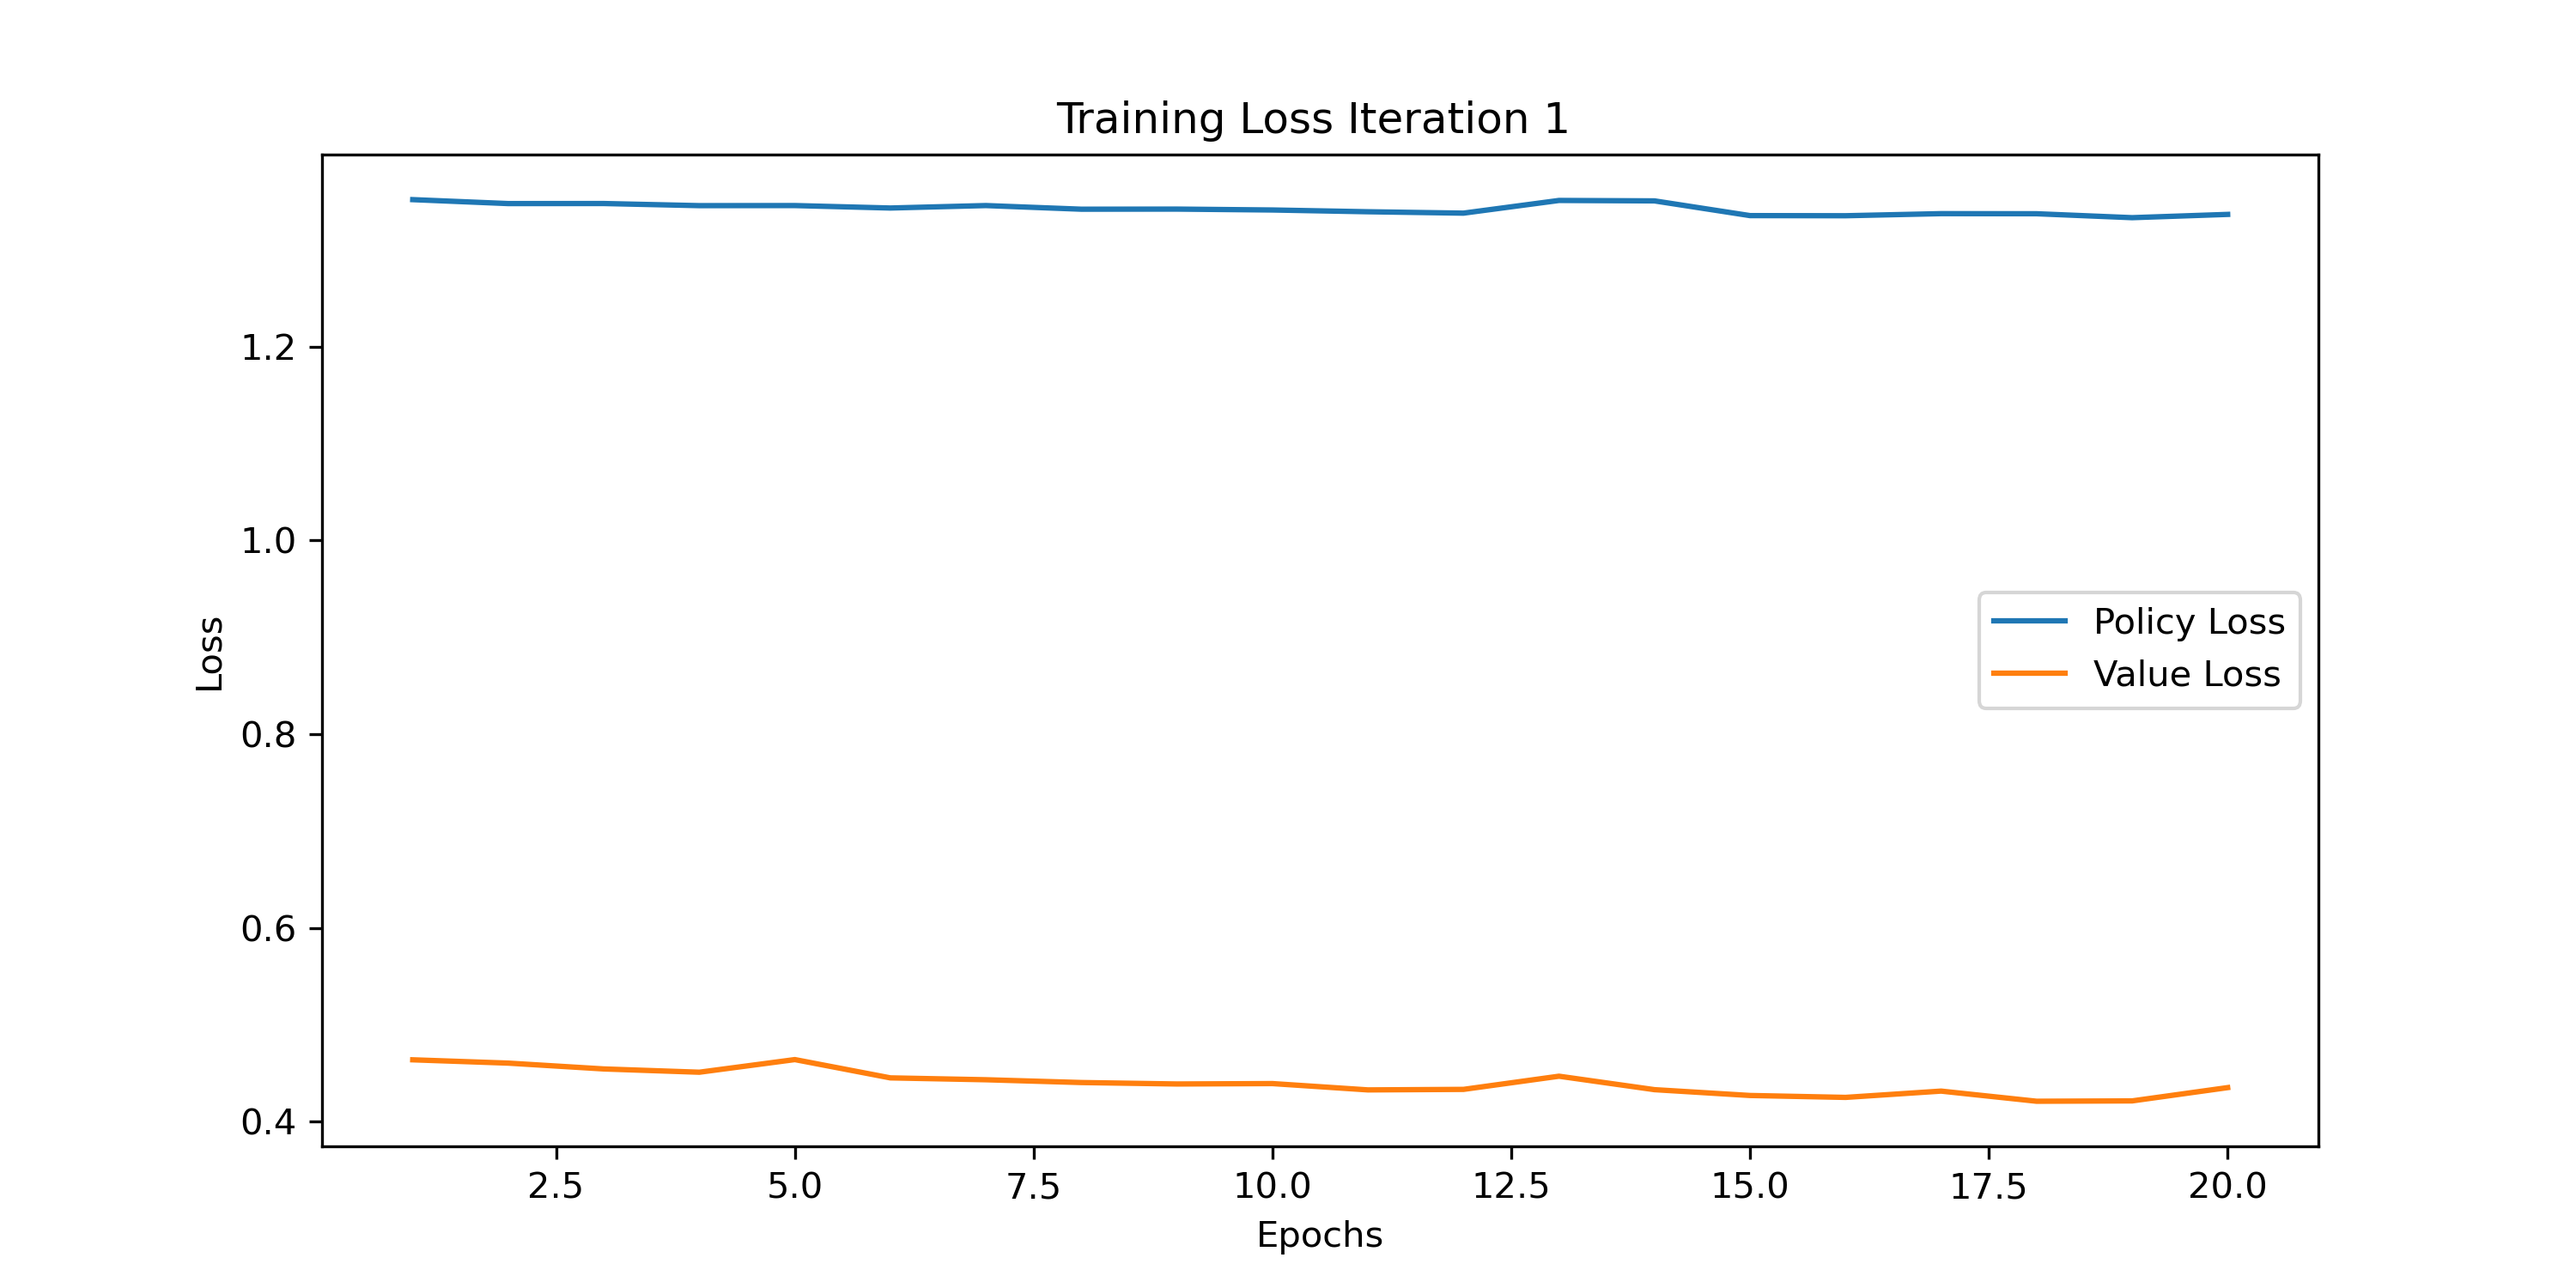 Training Loss Iteration 1
1.2
1.0
0.8
0.6
0.4
Loss
Policy Loss
Value Loss
2.5 5.0 7.5 10.0 12.5 15.0 17.5 20.0
Epochs